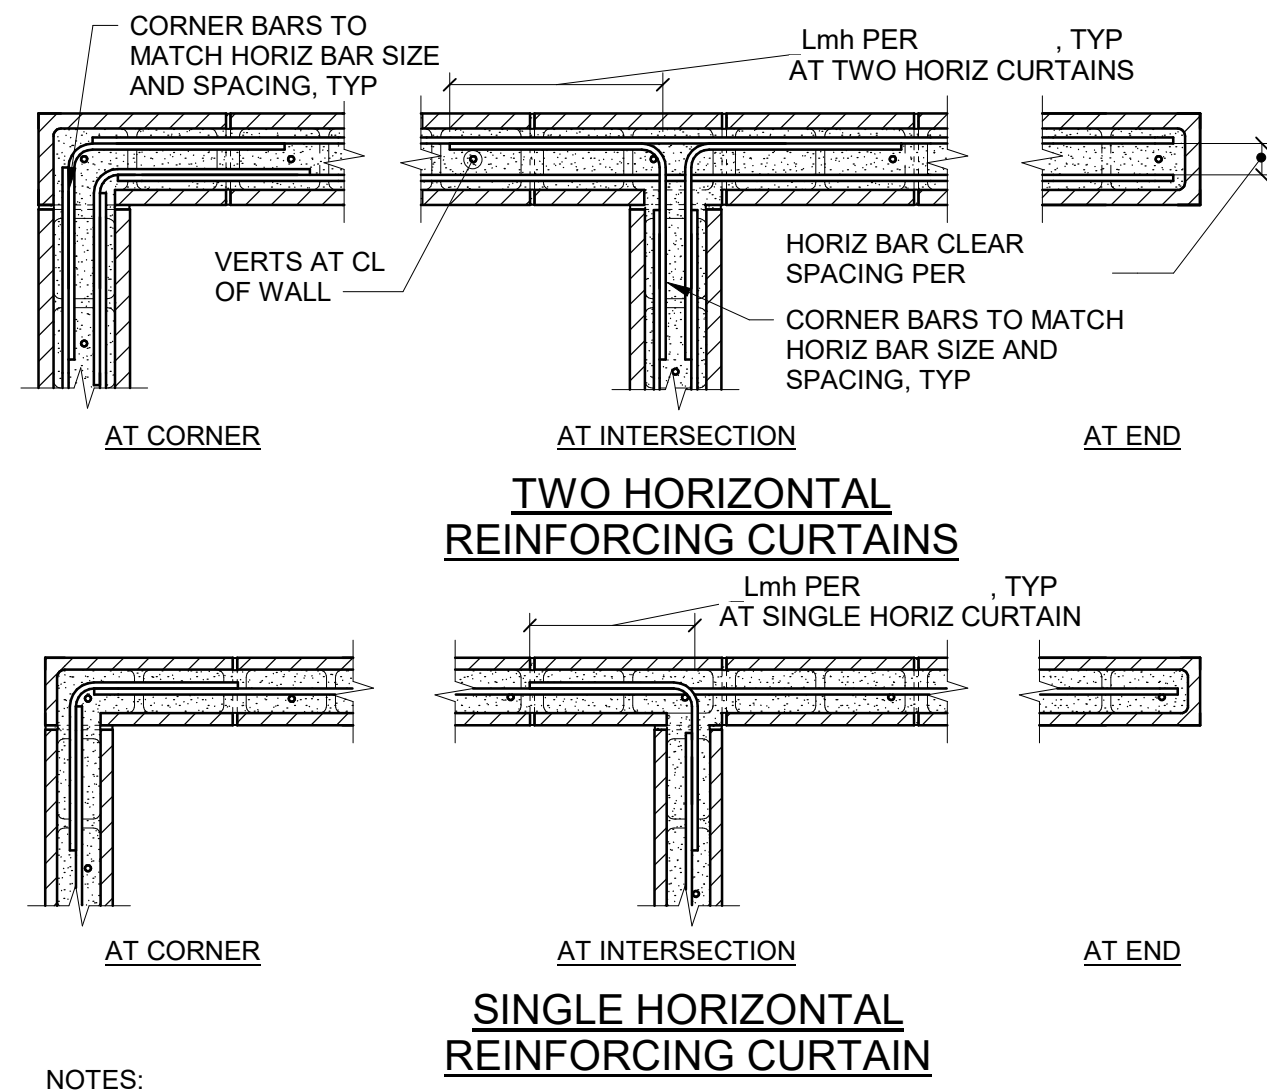 CORNER BARS TO
MATCH HORIZ BAR SIZE
AND SPACING, TYP
Lmh PER , TYP
AT TWO HORIZ CURTAINS
VERTS AT CL
OF WALL
HORIZ BAR CLEAR
SPACING PER
CORNER BARS TO MATCH
HORIZ BAR SIZE AND
SPACING, TYP
AT CORNER
AT INTERSECTION
AT END
TWO HORIZONTAL
REINFORCING CURTAINS
Lmh PER , TYP
AT SINGLE HORIZ CURTAIN
AT CORNER
AT INTERSECTION
AT END
SINGLE HORIZONTAL
REINFORCING CURTAIN
NOTES: